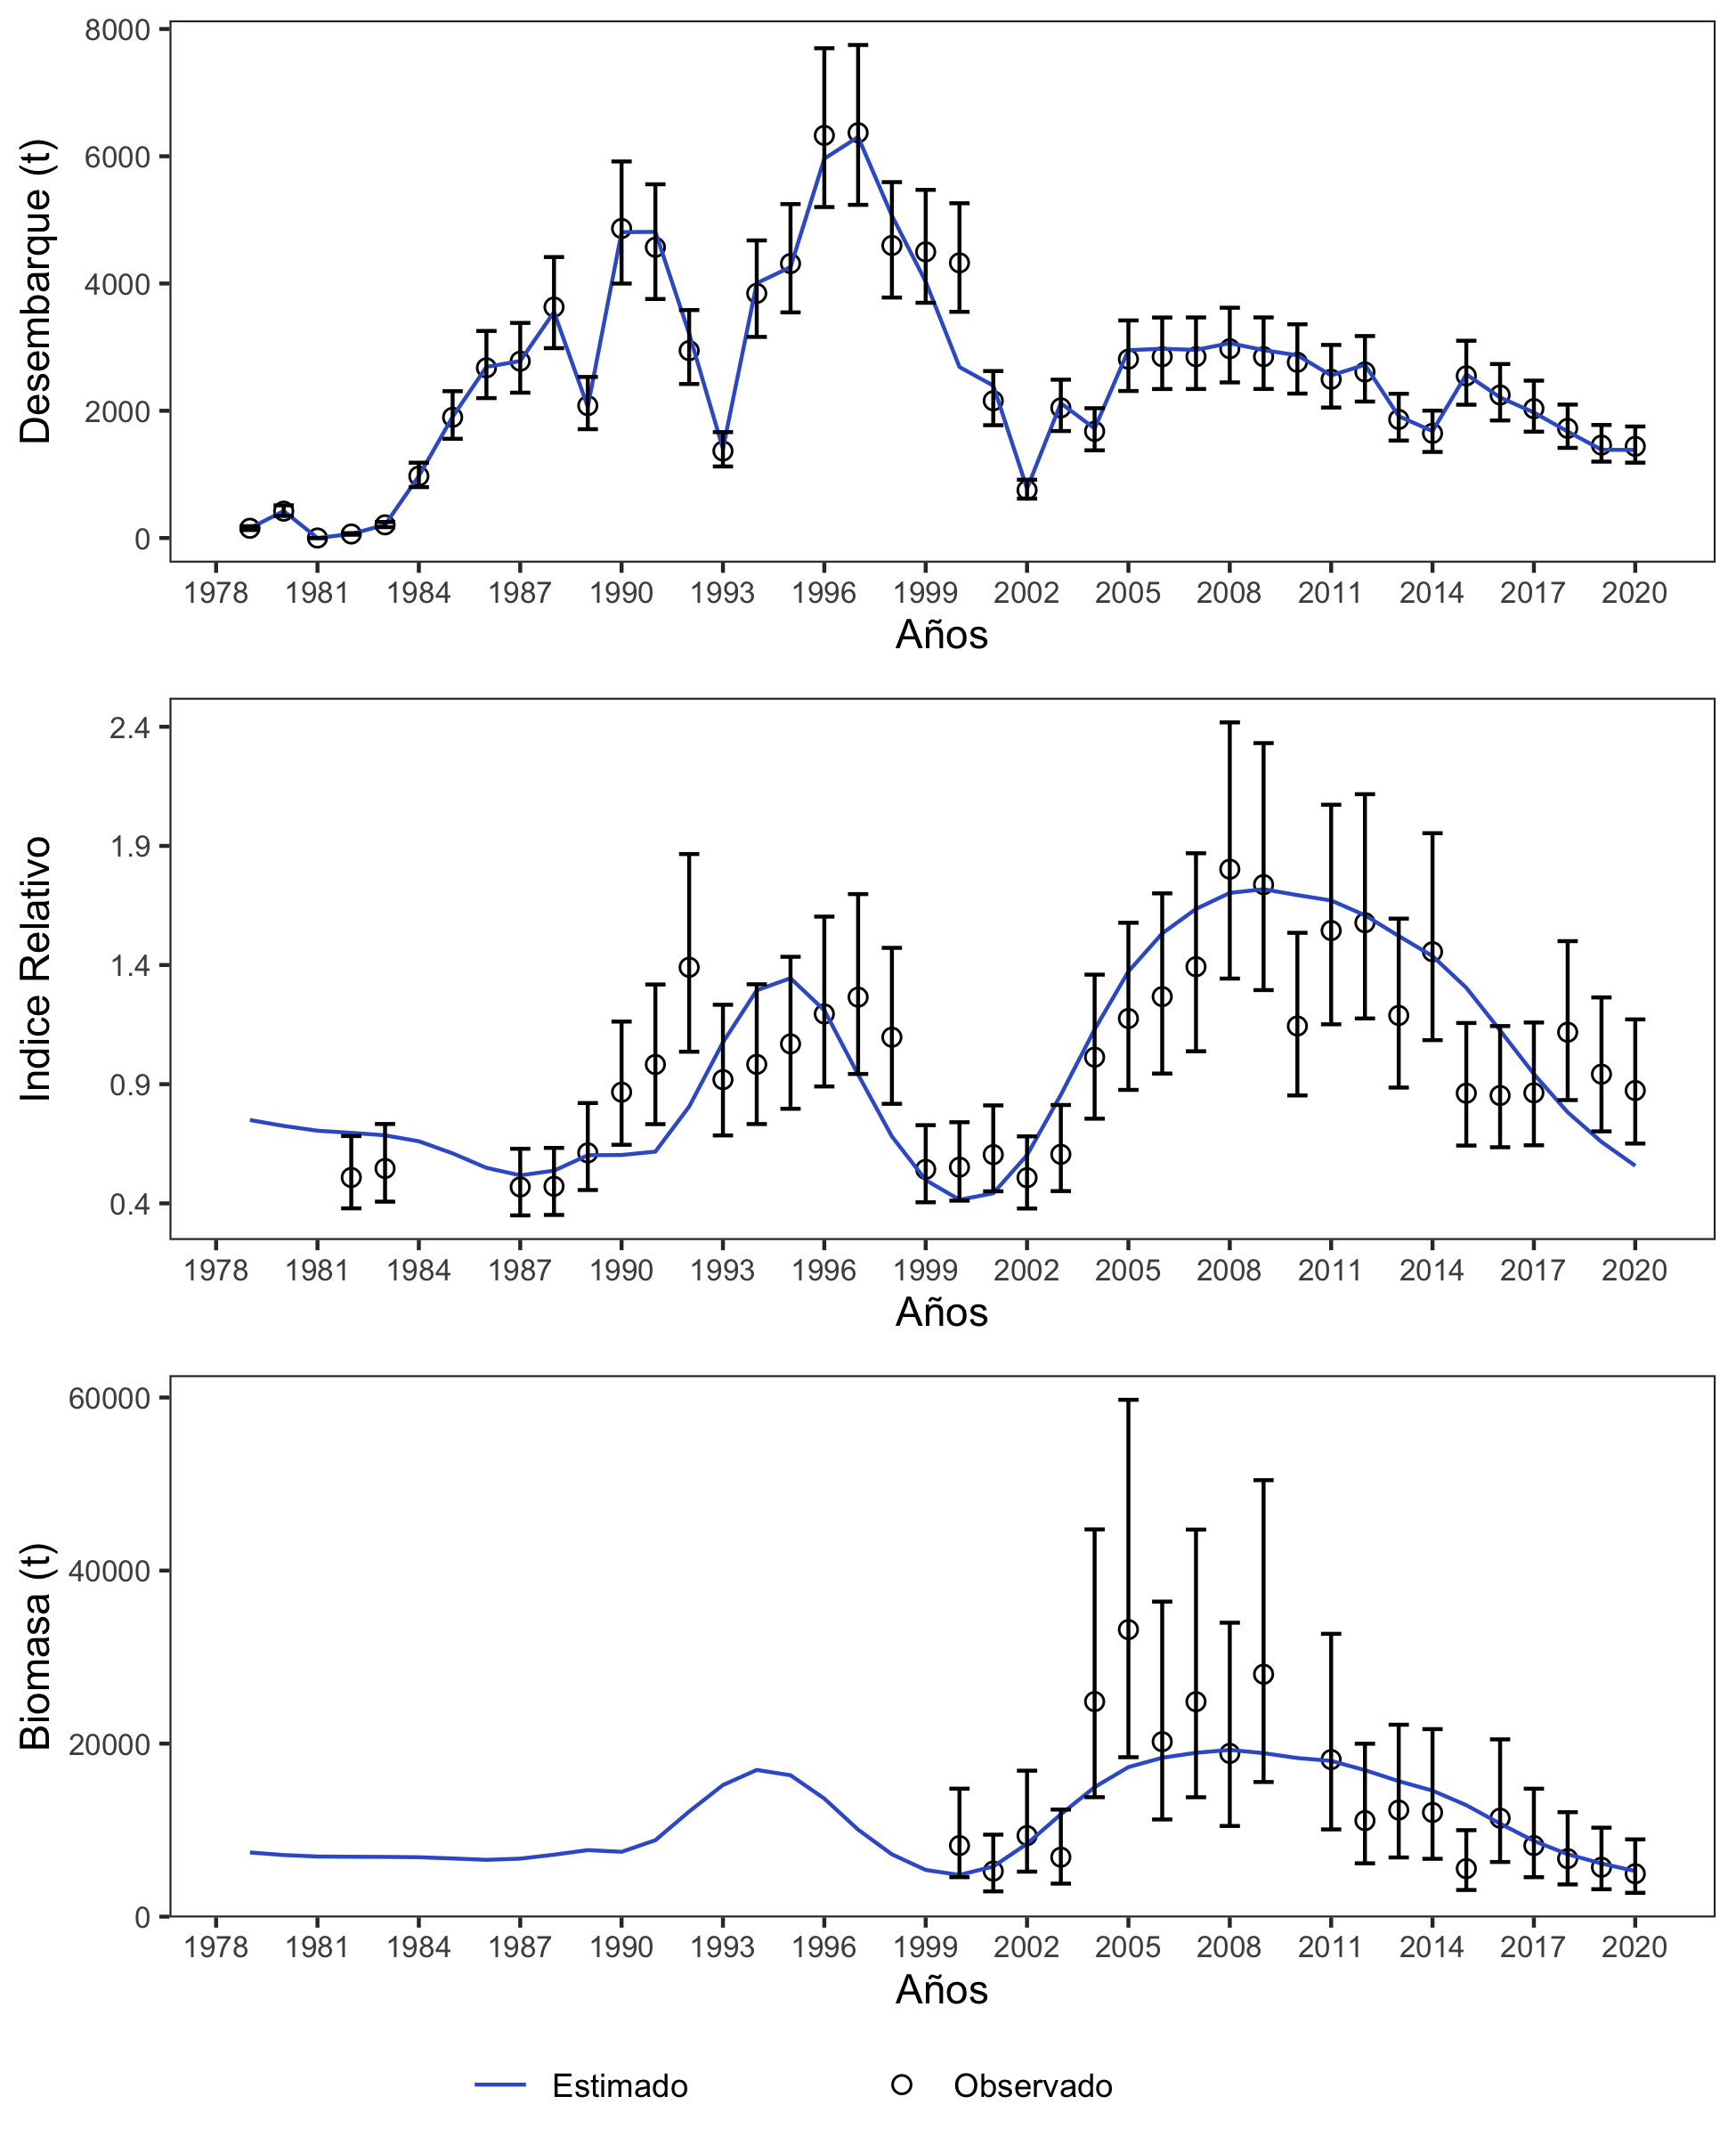 Desembarque (t)
8000
6000
4000
2000
0
1978 1981 1984 1987 1990 1993 1996 1999 2002 2005 2008 2011 2014 2017 2020
Años
Indice Relativo
2.4
1.9
1.4
0.9
0.4
1978 1981 1984 1987 1990 1993 1996 1999 2002 2005 2008 2011 2014 2017 2020
Años
Biomasa (t)
60000
40000
20000
0
1978 1981 1984 1987 1990 1993 1996 1999 2002 2005 2008 2011 2014 2017 2020
Años
Estimado Observado